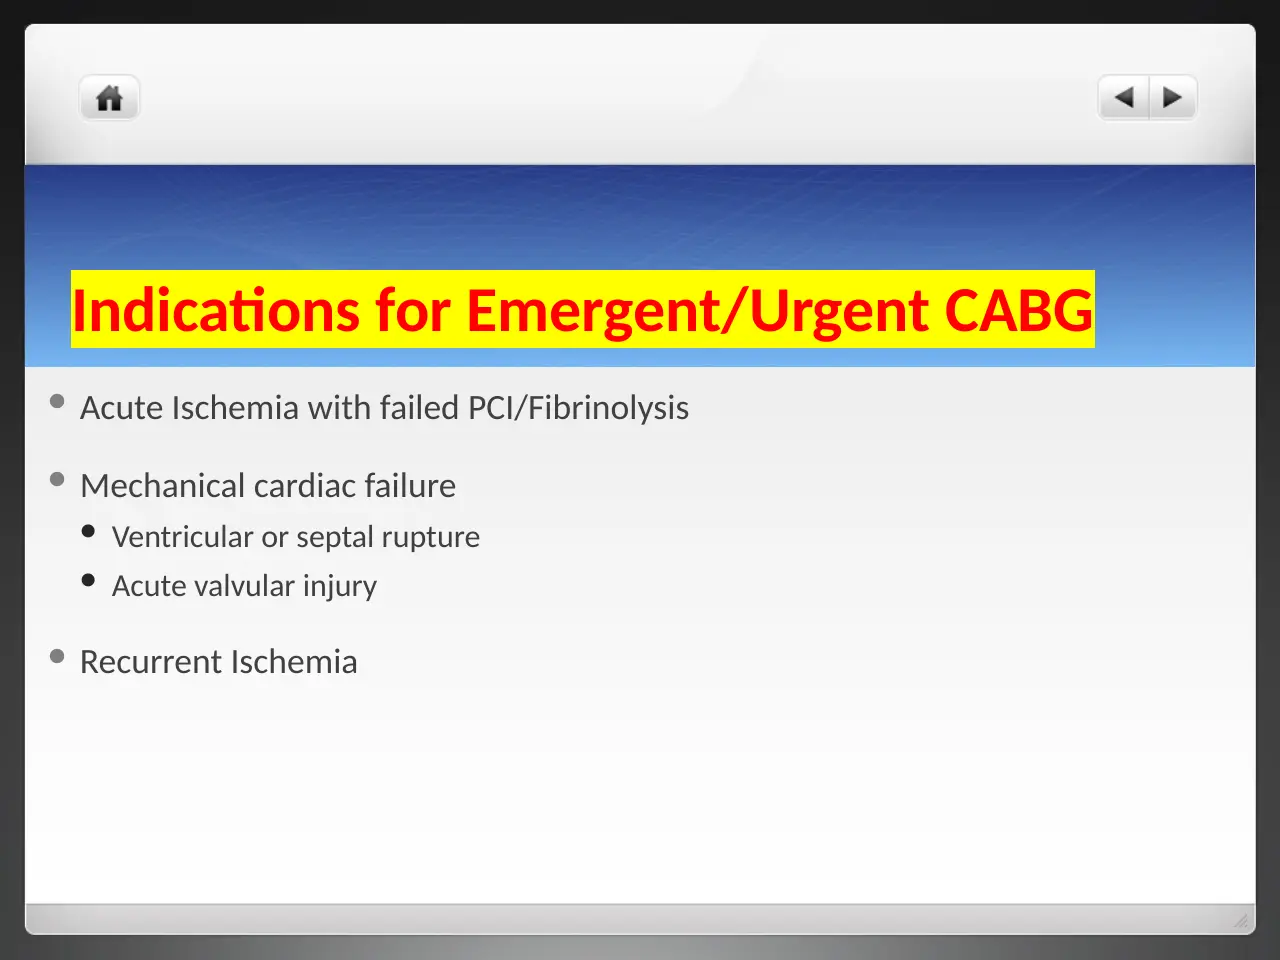 Indications for Emergent/Urgent CABG
Acute Ischemia with failed PCI/Fibrinolysis
Mechanical cardiac failure
Ventricular or septal rupture
Acute valvular injury
Recurrent Ischemia